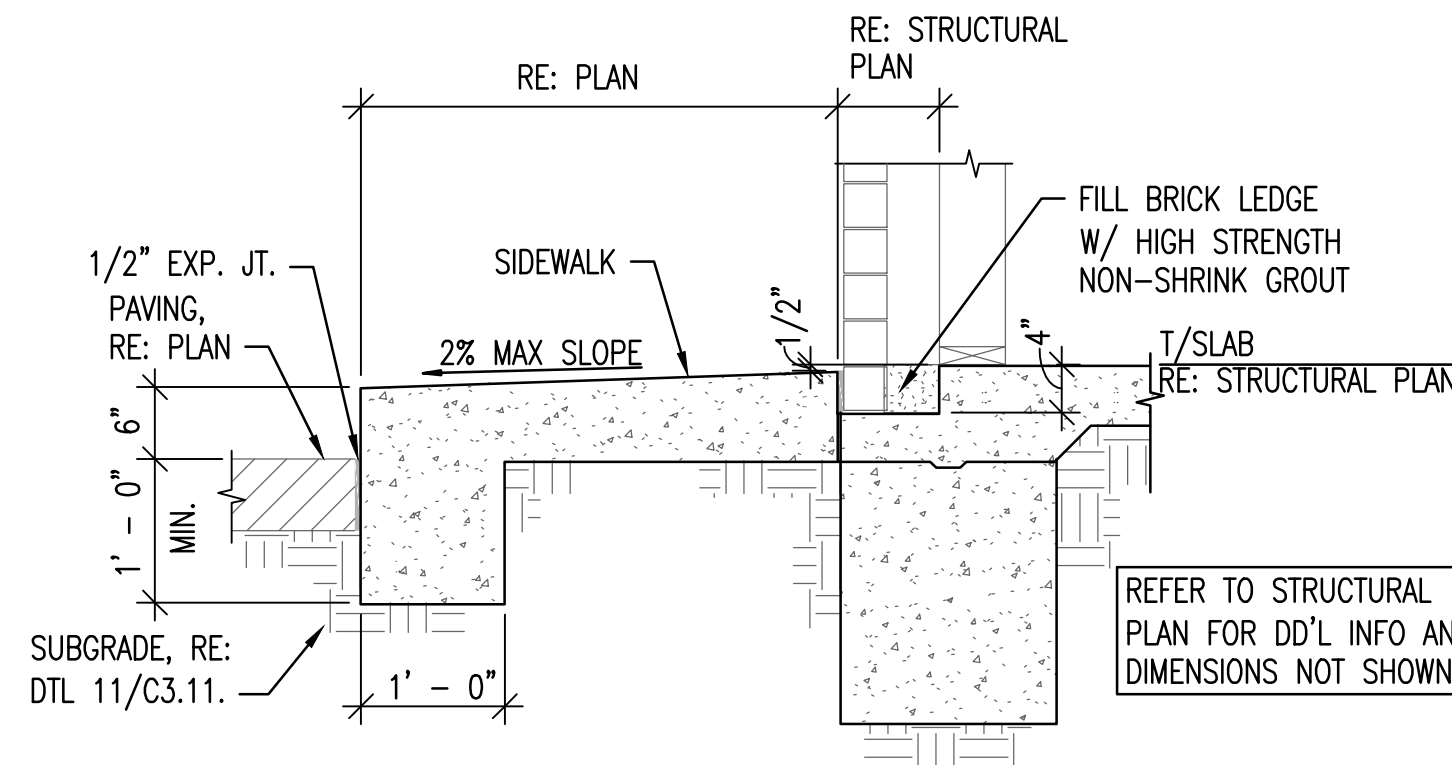 RE: STRUCTURAL
PLAN
RE: PLAN
FILL BRICK LEDGE
W/ HIGH STRENGTH
NON-SHRINK GROUT
1/2" EXP. JT.
PAVING,
RE: PLAN
SIDEWALK
2% MAX SLOPE
1/2"
4"
T/SLAB
RE: STRUCTURAL PLAN
6"
1' - 0"
MIN.
SUBGRADE, RE:
DTL 11/C3.11.
1' - 0"
REFER TO STRUCTURAL
PLAN FOR DD'L INFO AN
DIMENSIONS NOT SHOWN